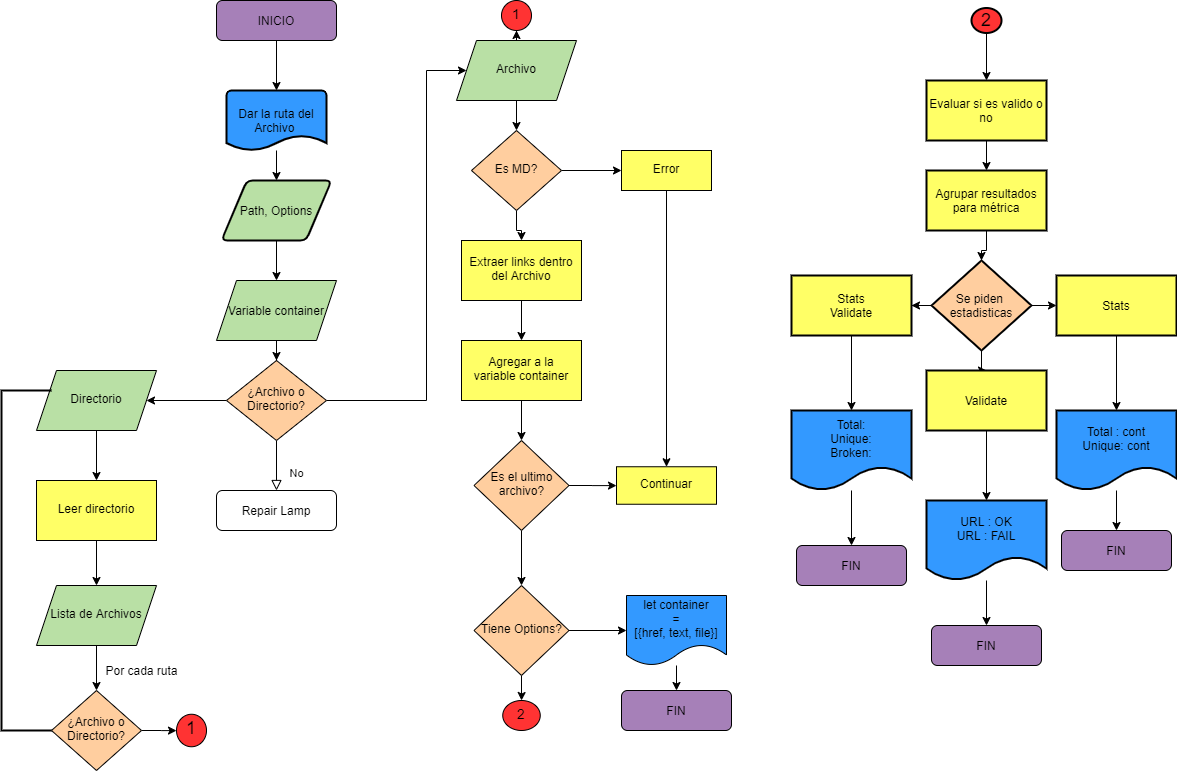 INICIO
Dar la ruta del
Archivo
Path, Options
Variable container
¿Archivo o
Directorio?
No
Repair Lamp
Directorio
Leer directorio
Lista de Archivos
Por cada ruta
¿Archivo o
Directorio?
1
1
Archivo
Es MD?
Error
Extraer links dentro
del Archivo
Agregar a la
variable container
Es el ultimo
archivo?
Continuar
Tiene Options?
let container
=
[{href, text, file}]
FIN
2
2
Evaluar si es valido o
no
Agrupar resultados
para métrica
Se piden
estadisticas
Stats
Validate
Total:
Unique:
Broken:
FIN
Validate
URL : OK
URL : FAIL
FIN
Stats
Total : cont
Unique: cont
FIN